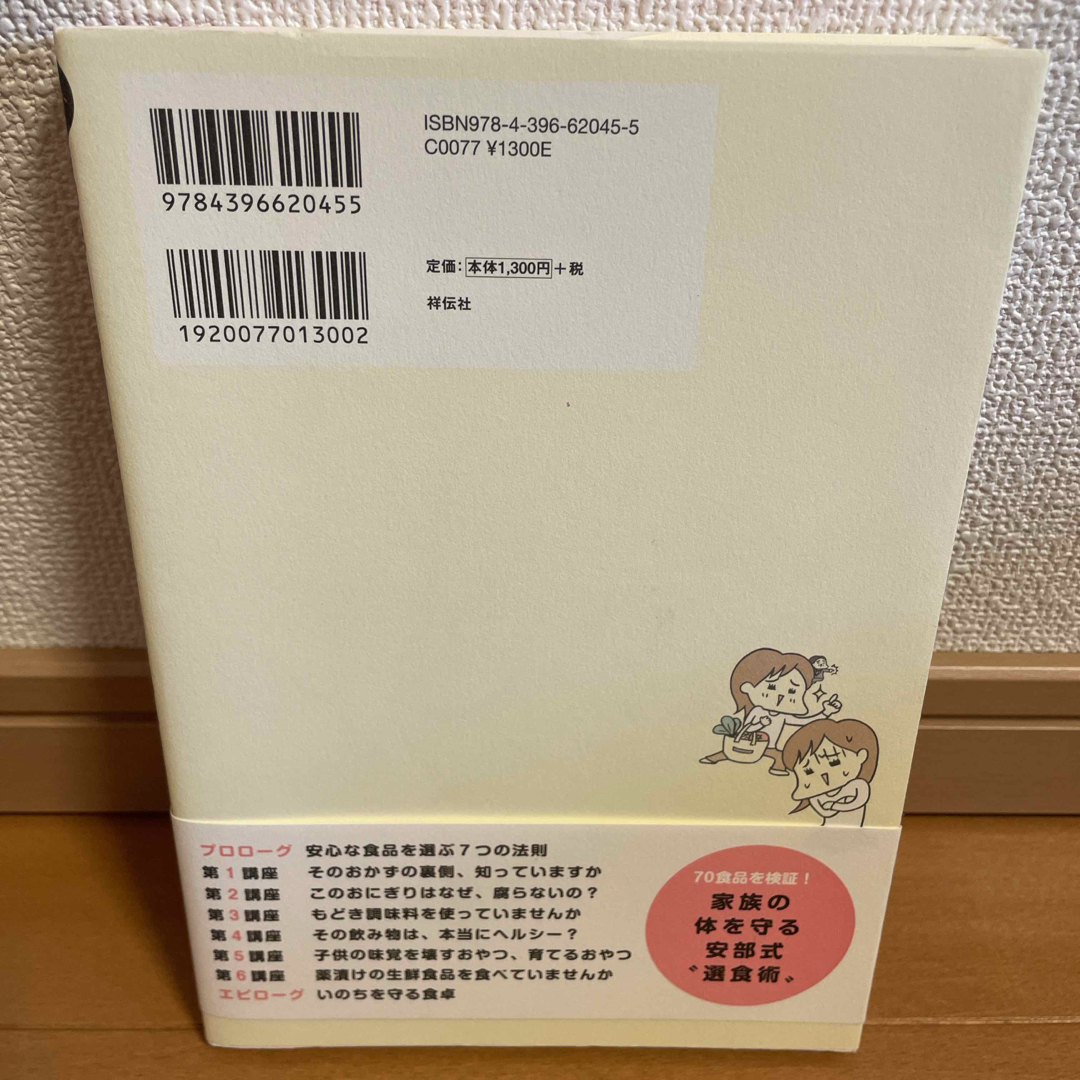 9784396620455
ISBN978-4-396-62045-5
C0077 ¥1300E
1920077013002
定価：本体1,300円＋税
祥伝社
プロローグ 安心な食品を選ぶ７つの法則
第1講座 そのおかずの裏側、知っていますか
第2講座 このおにぎりはなぜ、腐らないの？
第3講座 もどき調味料を使っていませんか
第4講座 その飲み物は、本当にヘルシー？
第5講座 子供の味覚を壊すおやつ、育てるおやつ
第6講座 薬漬けの生鮮食品を食べていませんか
エピローグ いのちを守る食卓
70食品を検証！
家族の
体を守る
安部式
〝選食術〟